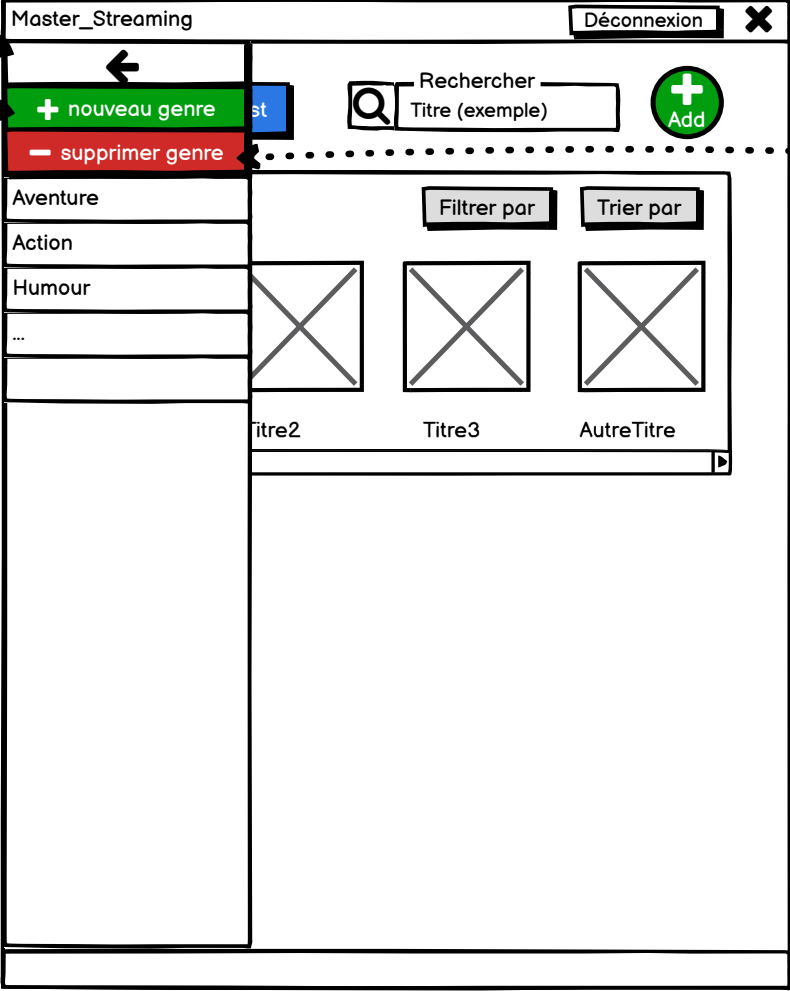 Master_Streaming
Déconnexion
nouveau genre
st
Rechercher
Titre (exemple)
Add
supprimer genre
Aventure
Filtrer par
Trier par
Action
Humour
...
Titre2
Titre3
AutreTitre